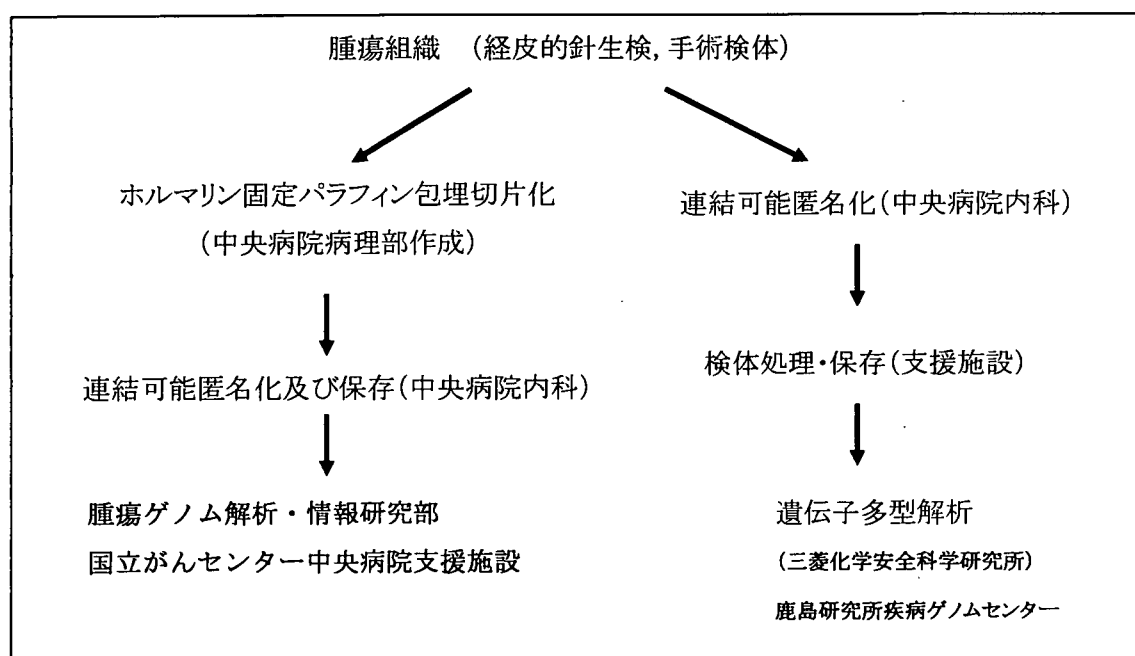 腫瘍組織 (経皮的針生検, 手術検体)
ホルマリン固定パラフィン包埋切片化
(中央病院病理部作成)
連結可能匿名化及び保存(中央病院内科)
腫瘍ゲノム解析・情報研究部
国立がんセンター中央病院支援施設
連結可能匿名化(中央病院内科)
検体処理・保存(支援施設)
遺伝子多型解析
(三菱化学安全科学研究所)
鹿島研究所疾病ゲノムセンター